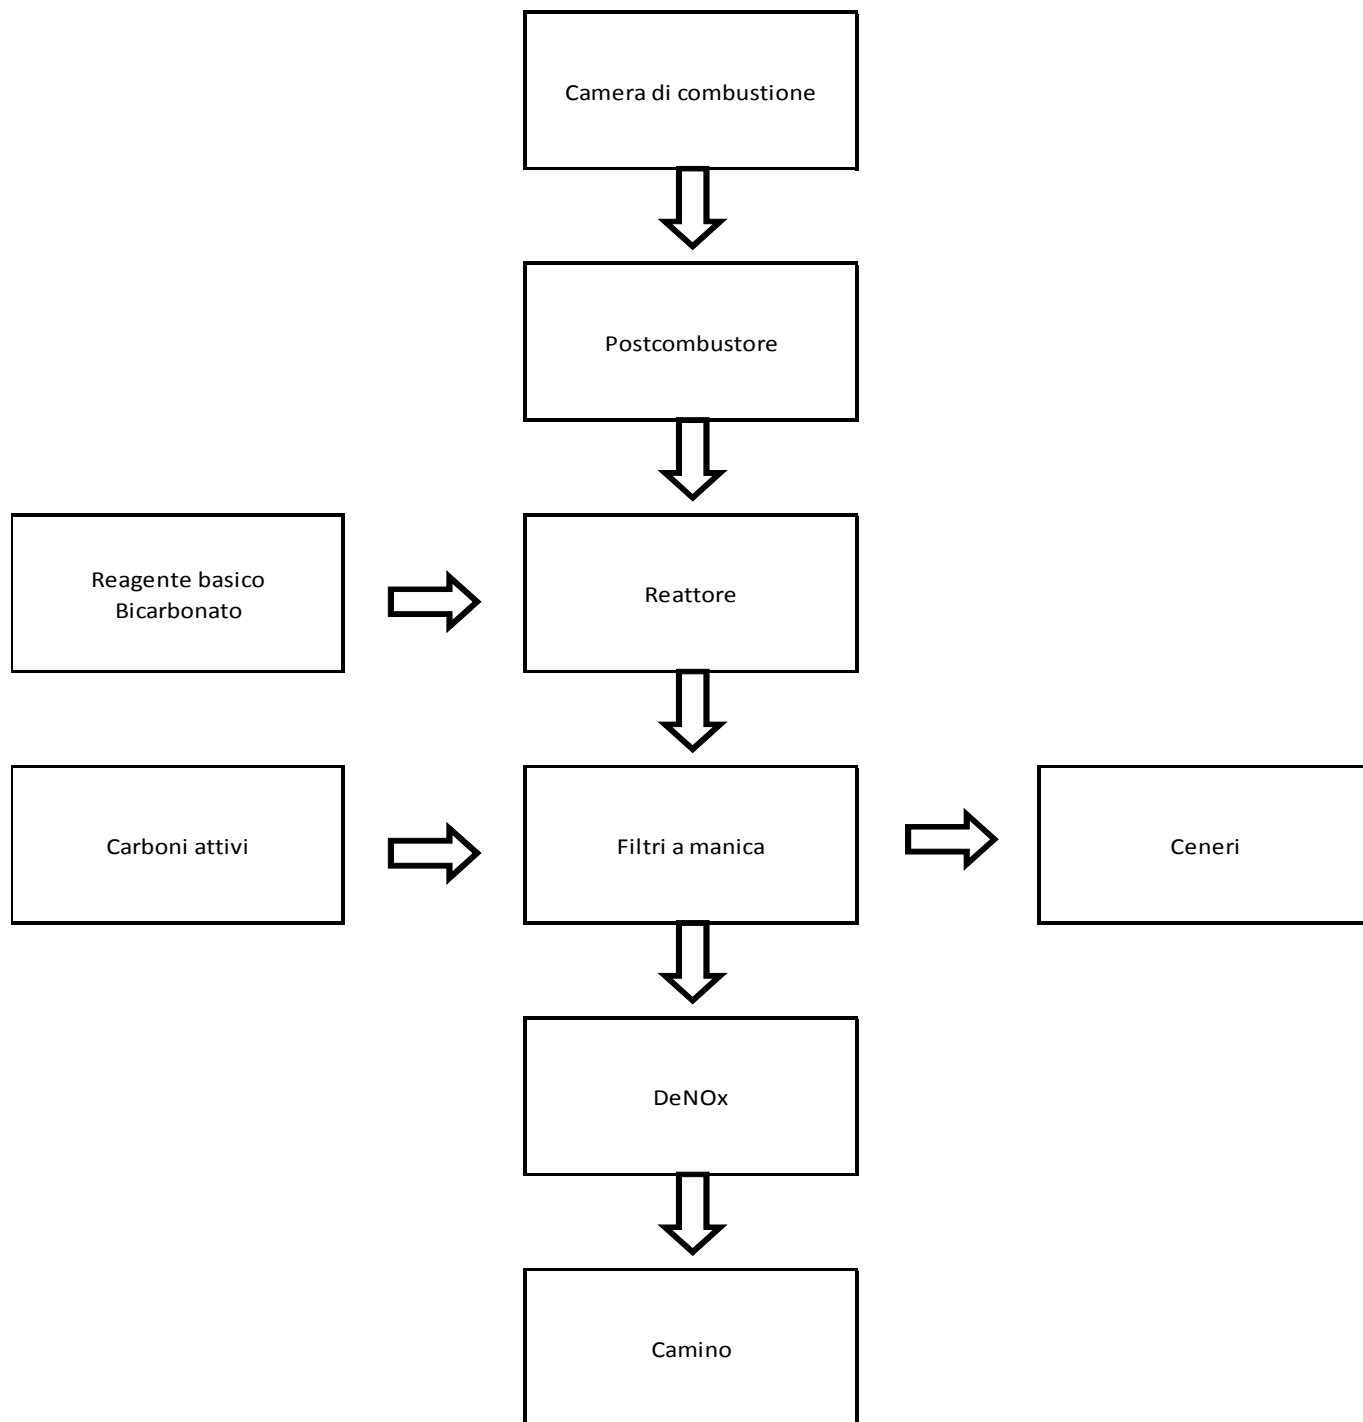 Camera di combustione
Postcombustore
Reagente basico
Bicarbonato
Reattore
Carboni attivi
Filtri a manica
Ceneri
DeNOx
Camino